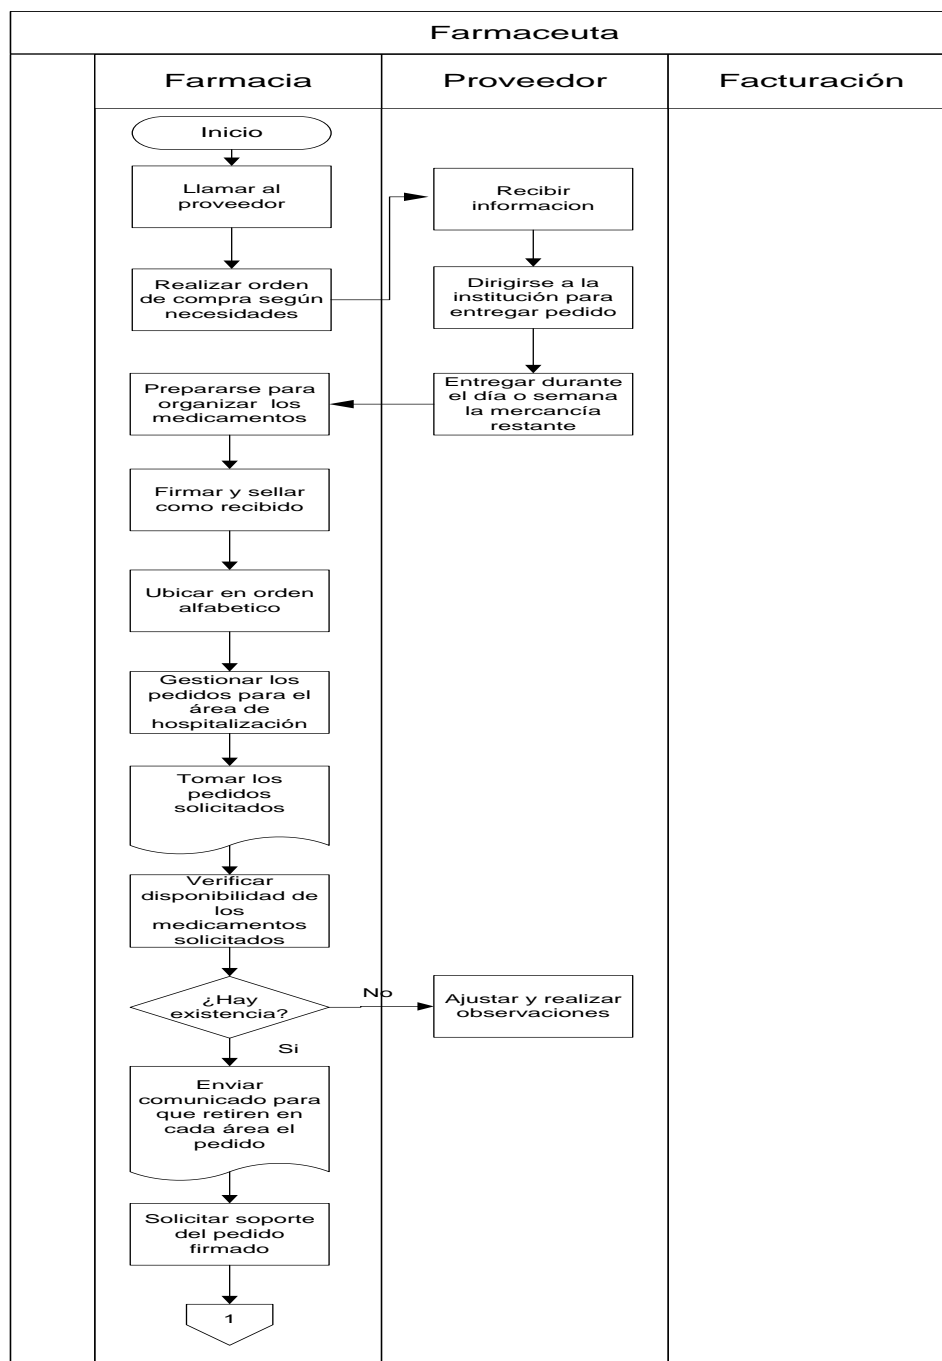 Farmaceuta
Farmacia
Proveedor
Facturación
Inicio
Llamar al
proveedor
Recibir
informacion
Realizar orden
de compra según
necesidades
Dirigirse a la
institución para
entregar pedido
Prepararse para
organizar  los
medicamentos
Entregar durante
el día o semana
la mercancía
restante
Firmar y sellar
como recibido
Ubicar en orden
alfabetico
Gestionar los
pedidos para el
área de
hospitalización
Tomar los
pedidos
solicitados
Verificar
disponibilidad de
los
medicamentos
solicitados
¿Hay
existencia?
No
Ajustar y realizar
observaciones
Si
Enviar
comunicado para
que retiren en
cada área el
pedido
Solicitar soporte
del pedido
firmado
1